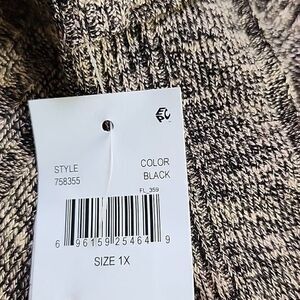 STYLE COLOR
758355 BLACK
FL_359
6 96159 25464 9
SIZE 1X